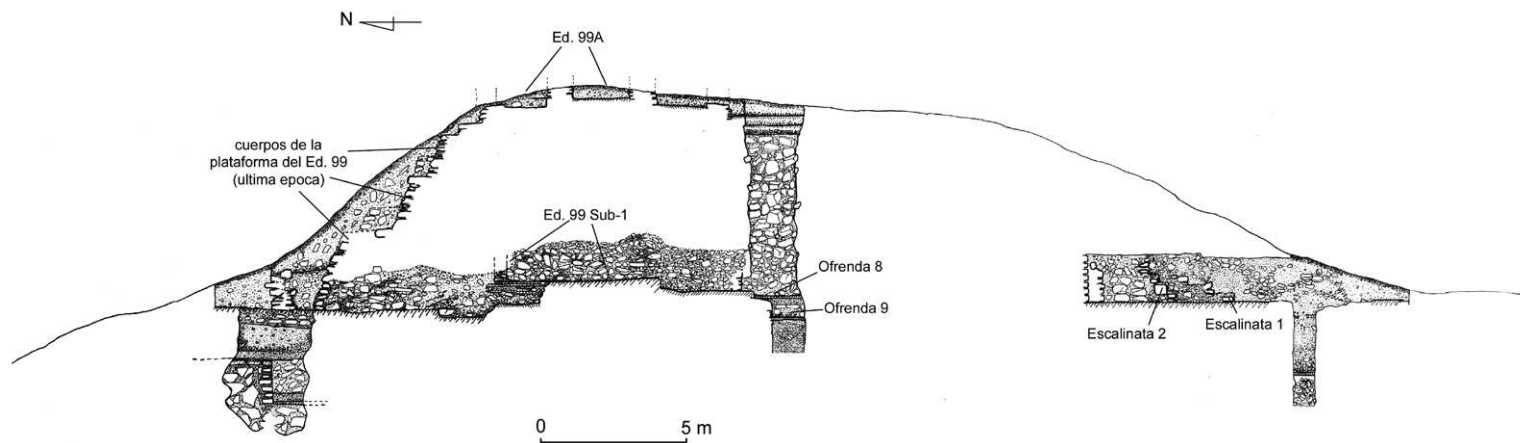 N
Ed. 99A
cuerpos de la
plataforma del Ed. 99
(ultima epoca)
Ed. 99 Sub-1
Ofrenda 8
Ofrenda 9
Escalinata 2
Escalinata 1
0
5 m